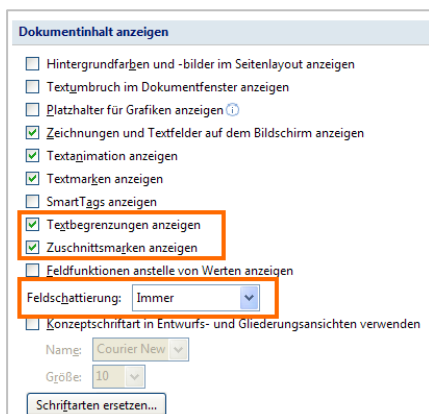 Dokumentinhalt anzeigen
Hintergrundfarben und -bilder im Seitenlayout anzeigen
Textumbruch im Dokumentfenster anzeigen
Platzhalter für Grafiken anzeigen
Zeichnungen und Textfelder auf dem Bildschirm anzeigen
Textanimation anzeigen
Textmarken anzeigen
SmartTags anzeigen
Textbegrenzungen anzeigen
Zuschnittsmarken anzeigen
Feldfunktionen anstelle von Werten anzeigen
Feldschattierung: Immer
Konzeptschriftart in Entwurfs- und Gliederungsansichten verwenden
Name: Courier New
Größe: 10
Schriftarten ersetzen...